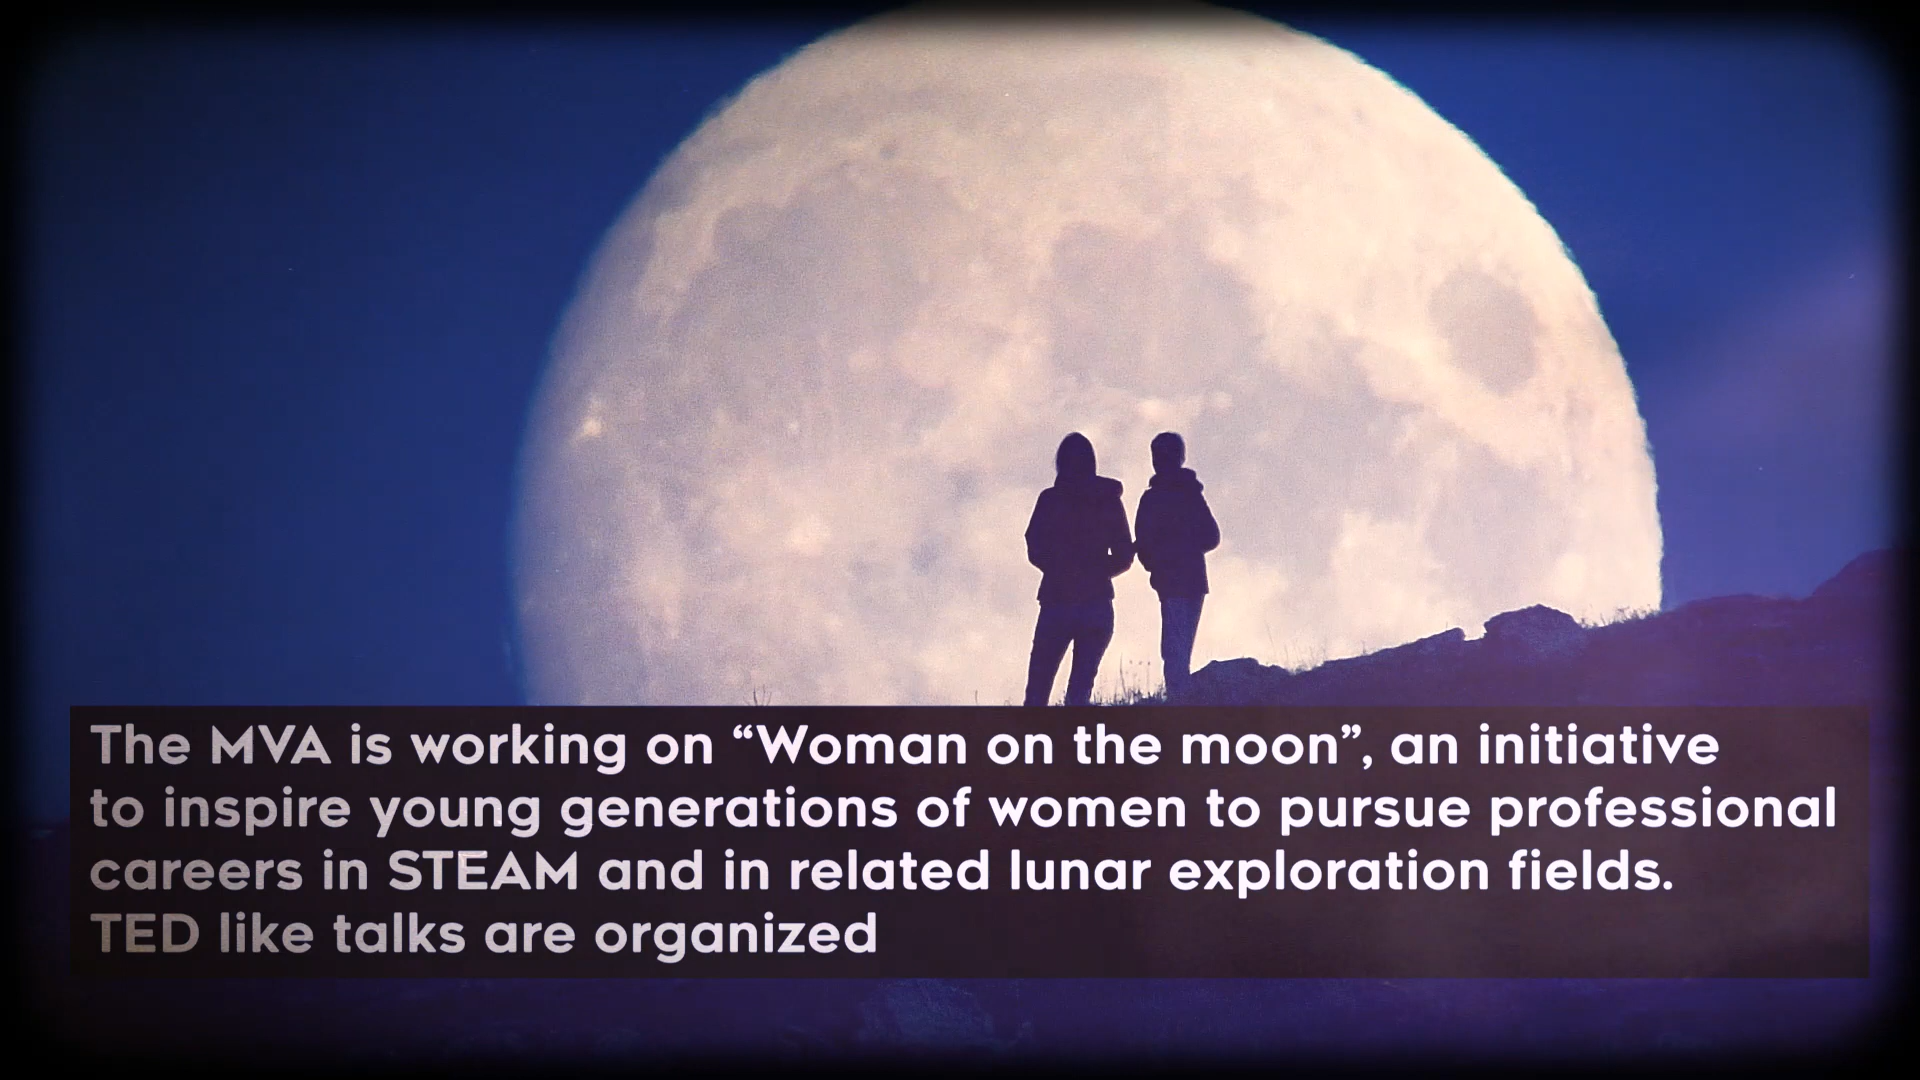 The MVA is working on “Woman on the moon”, an initiative
to inspire young generations of women to pursue professional
careers in STEAM and in related lunar exploration fields.
TED like talks are organized